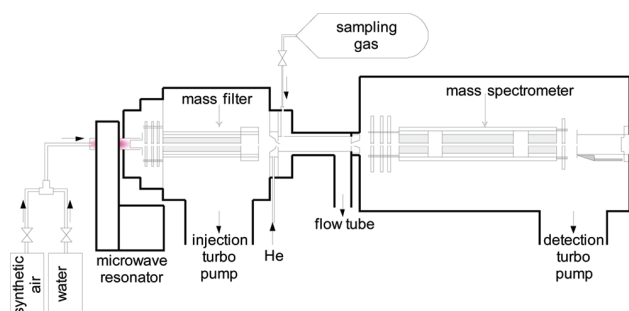 sampling
gas
mass filter
mass spectrometer
flow tube
He
injection
turbo
pump
detection
turbo
pump
microwave
resonator
synthetic
air
water